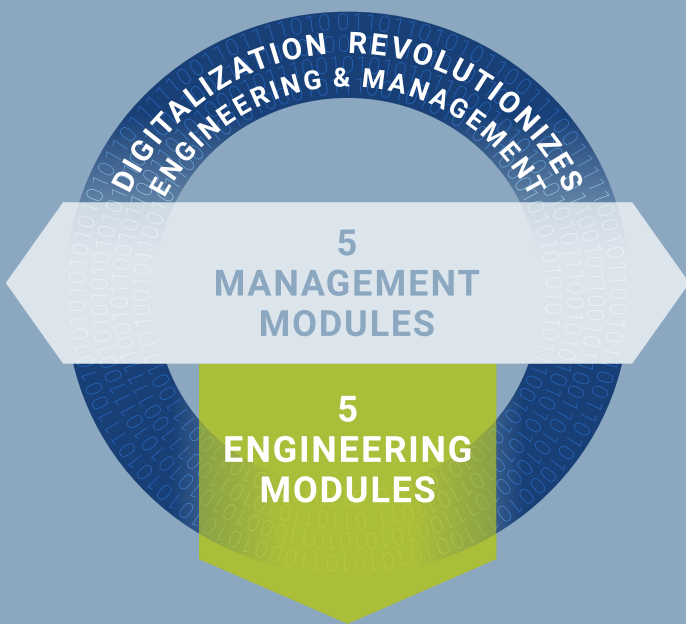 DIGITALIZATION REVOLUTIONIZES
ENGINEERING & MANAGEMENT
5
MANAGEMENT
MODULES
5
ENGINEERING
MODULES